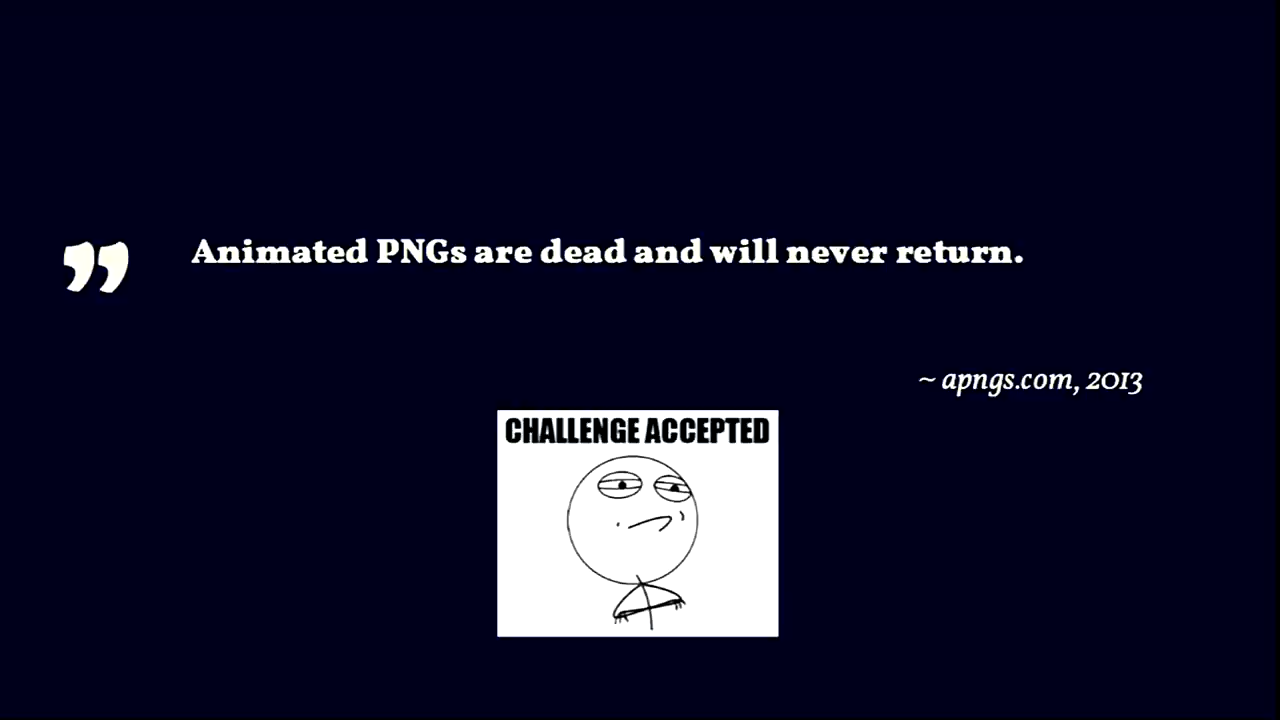 ” Animated PNGs are dead and will never return.
~ apngs.com, 2013
CHALLENGE ACCEPTED